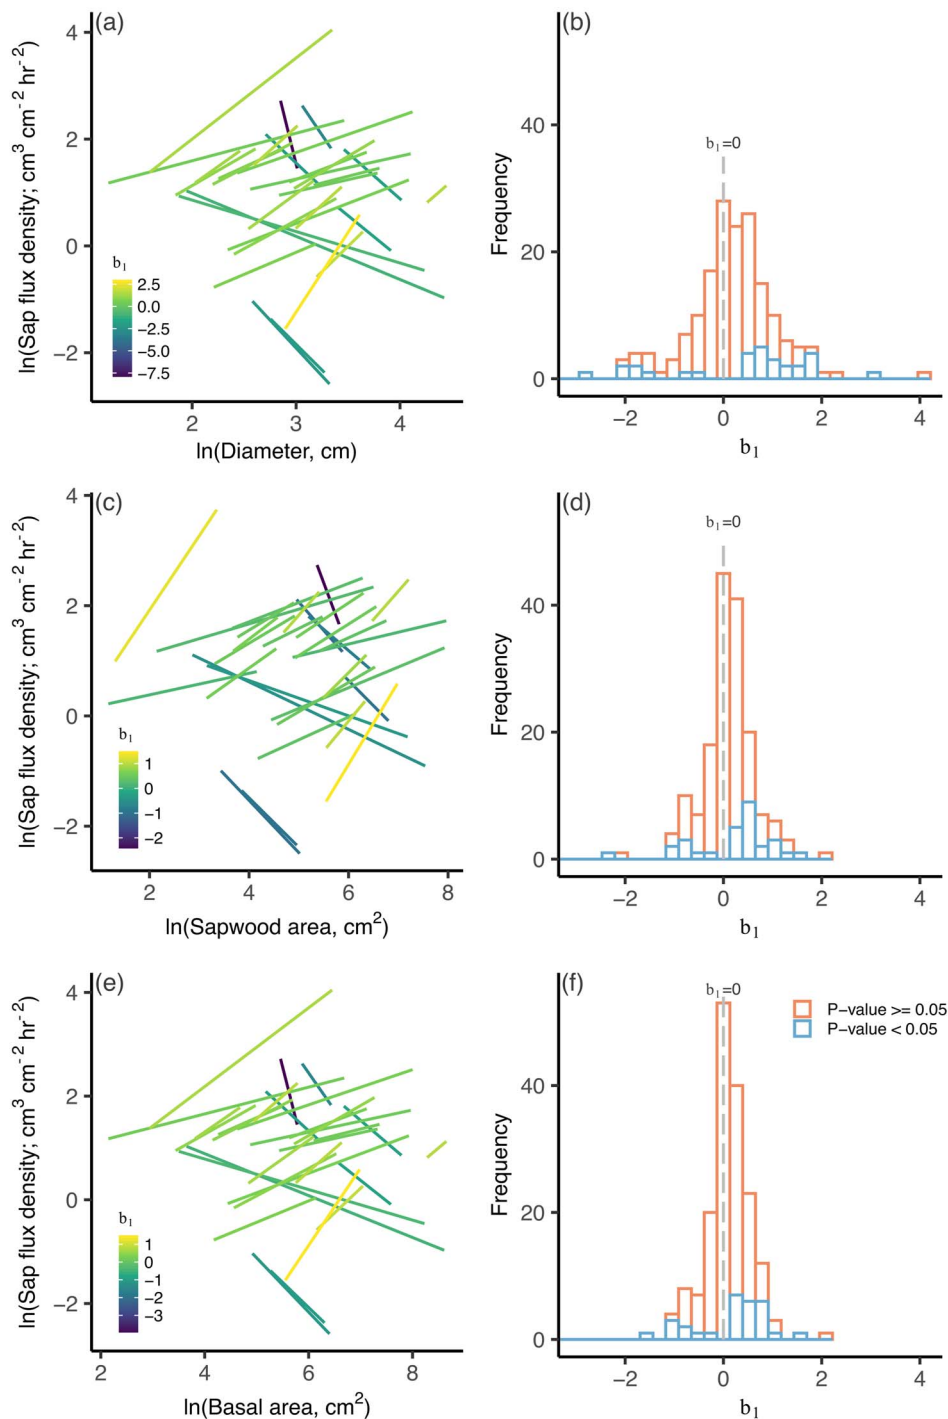 (a)
ln(Sap flux density; cm³ cm⁻² hr⁻²)
4
2
0
−2
b₁
2.5
0.0
−2.5
−5.0
−7.5
2 3 4
ln(Diameter, cm)
(b)
Frequency
40
20
0
b₁=0
−2 0 2 4
b₁
(c)
ln(Sap flux density; cm³ cm⁻² hr⁻²)
4
2
0
−2
b₁
1
0
−1
−2
2 4 6 8
ln(Sapwood area, cm²)
(d)
Frequency
40
20
0
b₁=0
−2 0 2 4
b₁
(e)
ln(Sap flux density; cm³ cm⁻² hr⁻²)
4
2
0
−2
b₁
1
0
−1
−2
−3
2 4 6 8
ln(Basal area, cm²)
(f)
Frequency
40
20
0
b₁=0
P−value >= 0.05
P−value < 0.05
−2 0 2 4
b₁